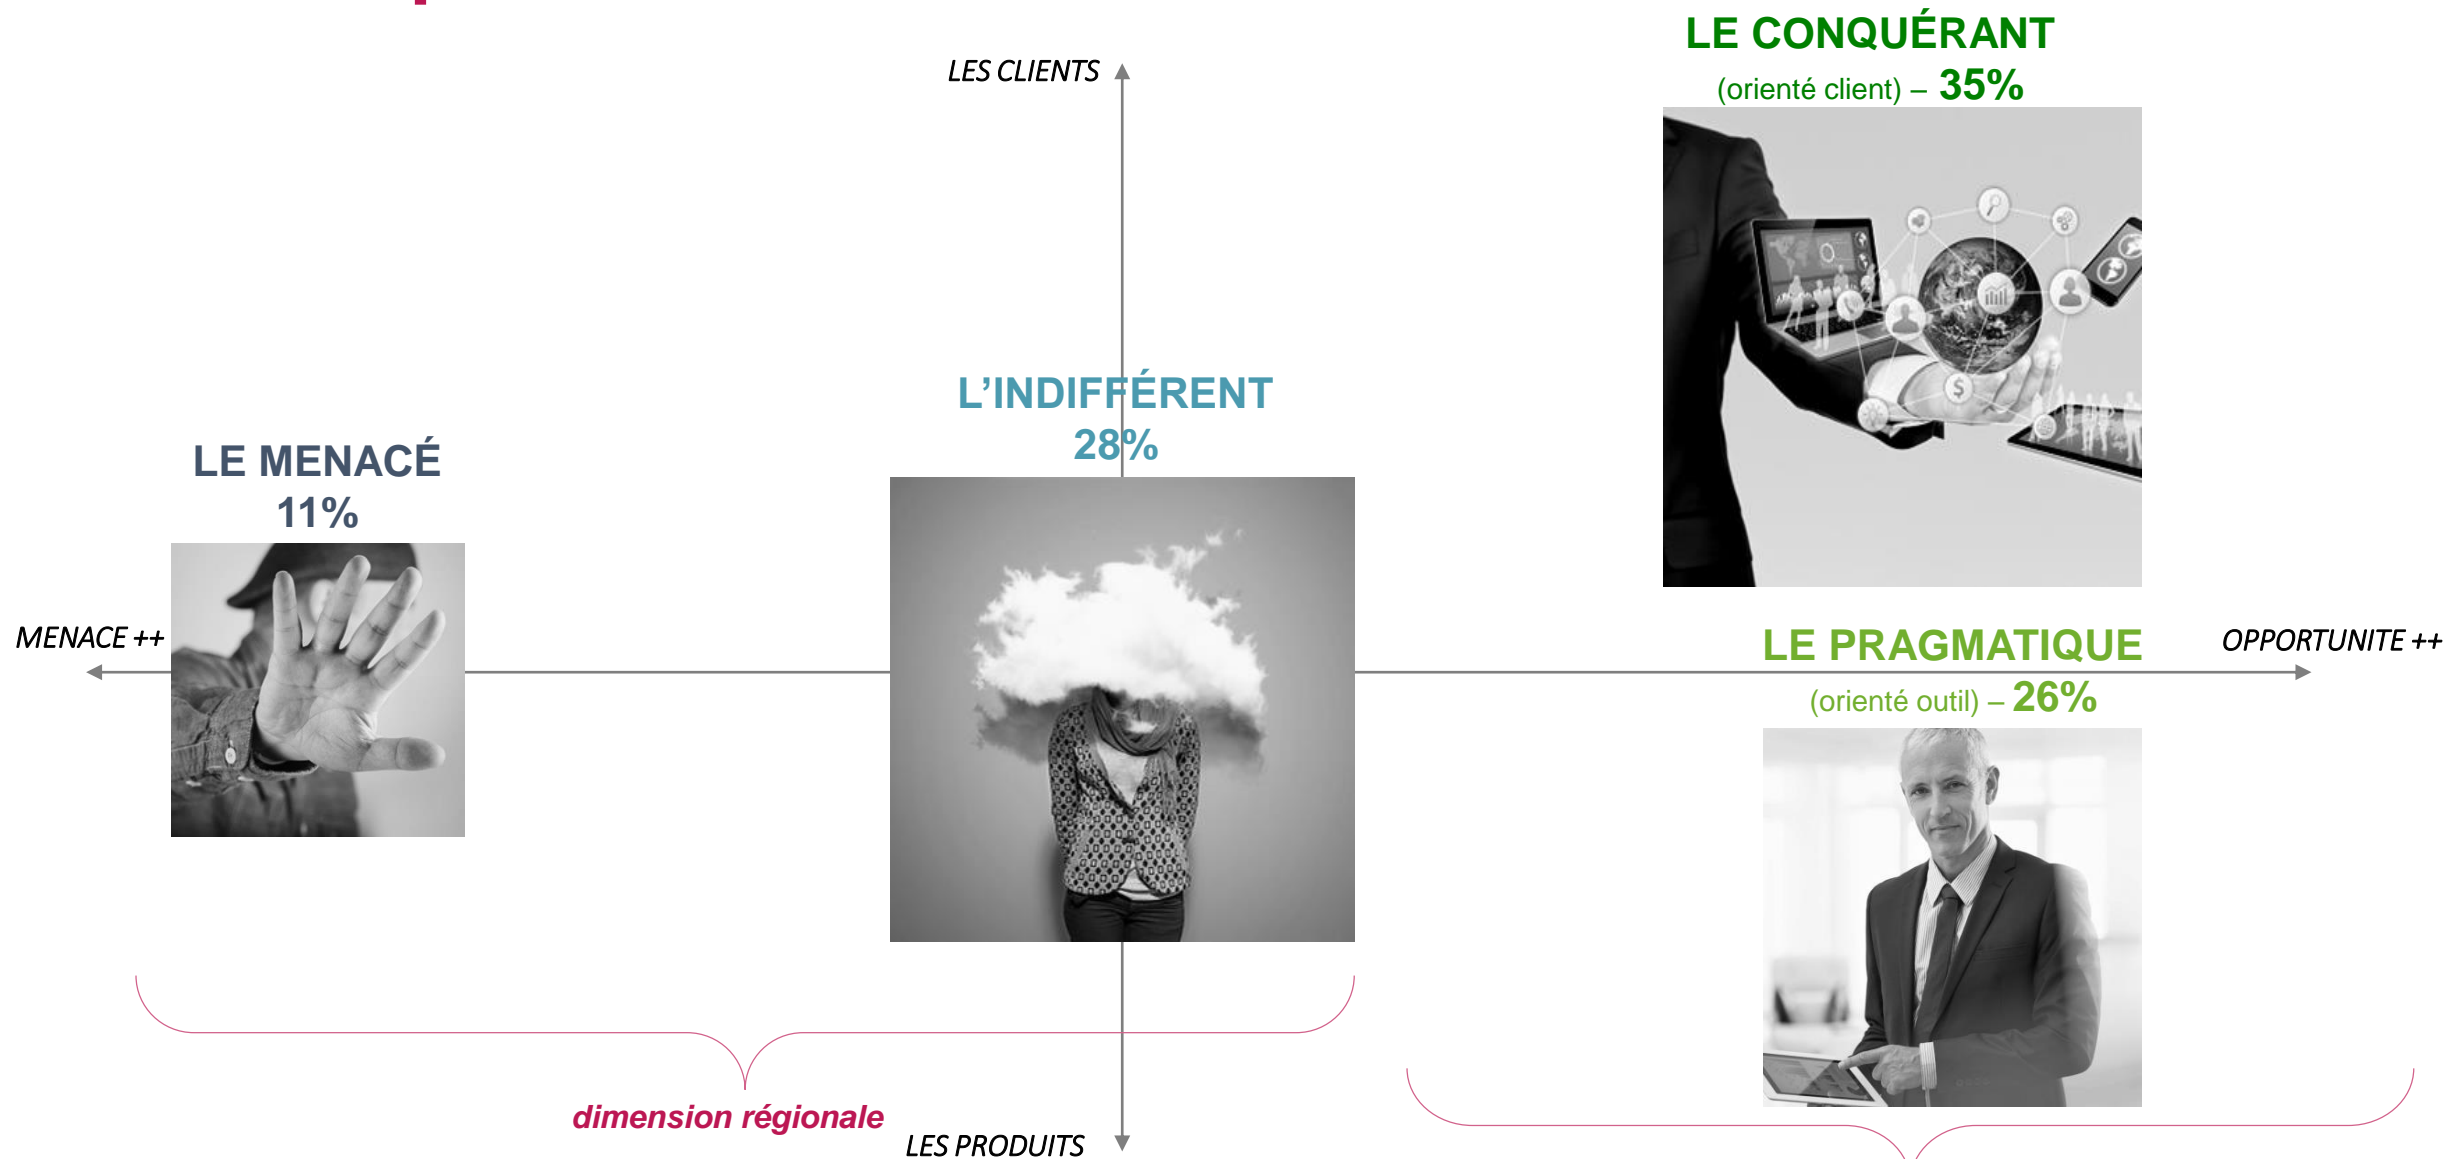 LE CONQUÉRANT
(orienté client) – 35%
LES CLIENTS
L’INDIFFÉRENT
28%
LE MENACÉ
11%
MENACE ++
LE PRAGMATIQUE
(orienté outil) – 26%
OPPORTUNITE ++
dimension régionale
LES PRODUITS